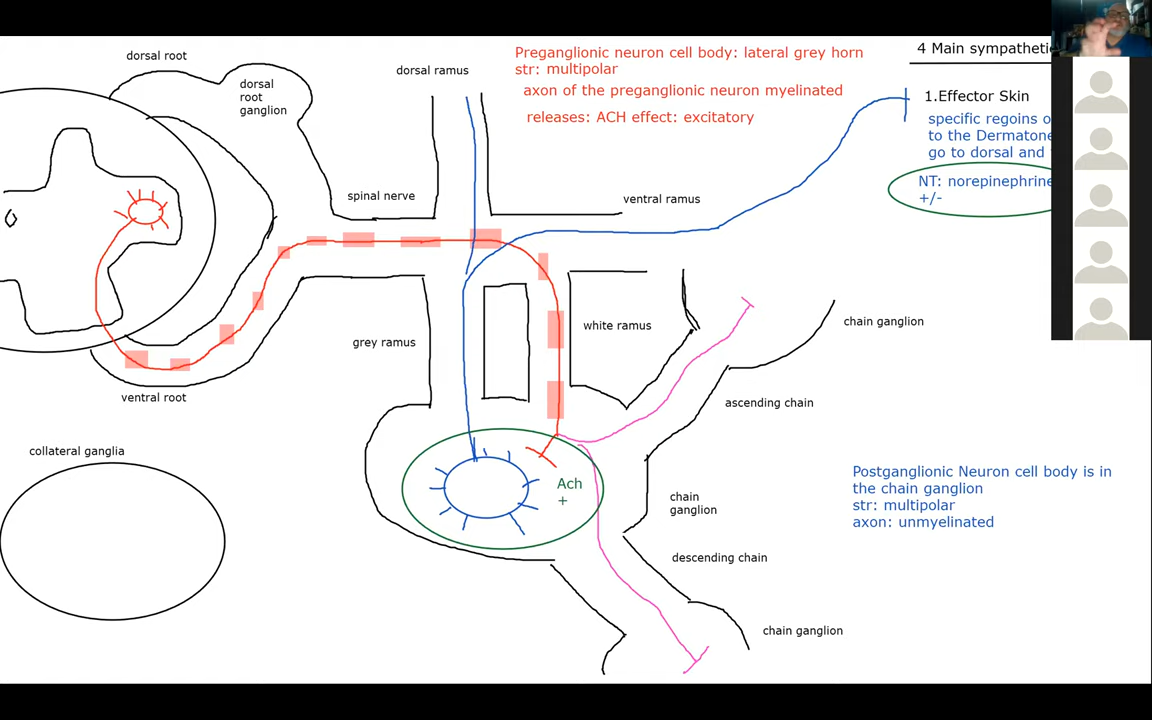 dorsal root
dorsal
root
ganglion
dorsal ramus
Preganglionic neuron cell body: lateral grey horn
str: multipolar
axon of the preganglionic neuron myelinated
releases: ACH effect: excitatory
4 Main sympathetic
1.Effector Skin
specific regoins o
to the Dermatone
go to dorsal and
NT: norepinephrine
+/-
spinal nerve
ventral ramus
grey ramus
white ramus
chain ganglion
ventral root
ascending chain
collateral ganglia
Ach
+
chain
ganglion
Postganglionic Neuron cell body is in
the chain ganglion
str: multipolar
axon: unmyelinated
descending chain
chain ganglion